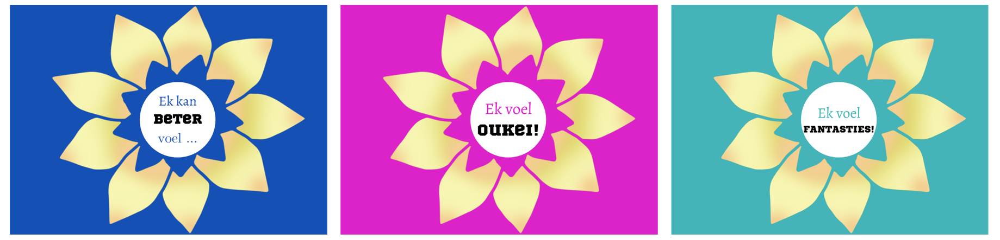 Ek kan
BETER
voel ...
Ek voel
OUKEI!
Ek voel
FANTASTIES!